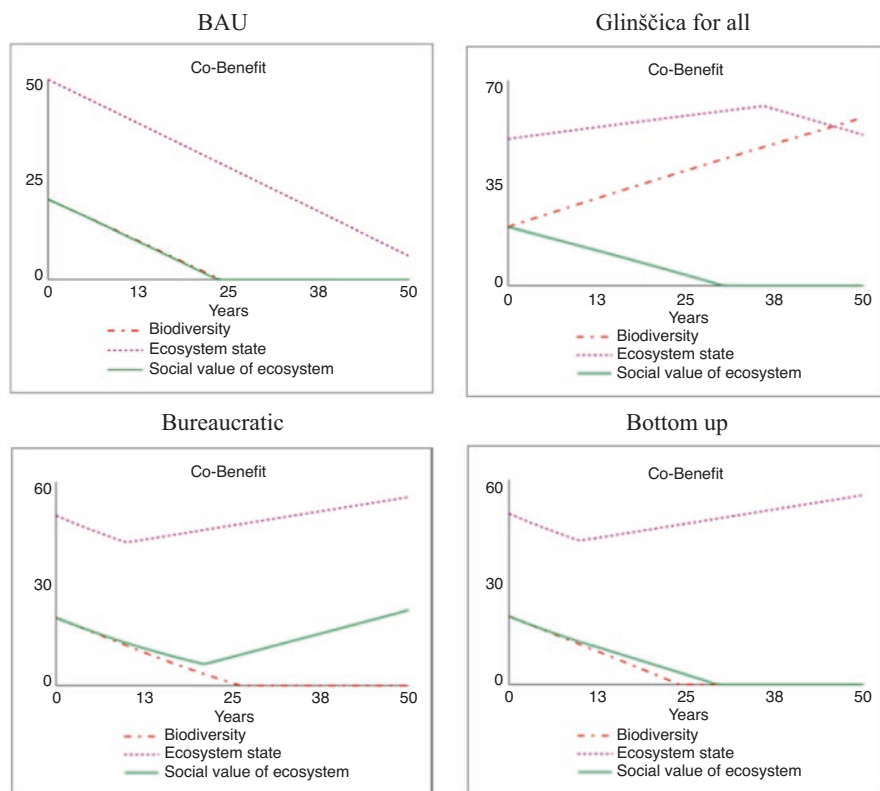 BAU
Co-Benefit
50
25
0
0 13 25 38 50
Years
Biodiversity
Ecosystem state
Social value of ecosystem
Glinščica for all
Co-Benefit
70
35
0
0 13 25 38 50
Years
Biodiversity
Ecosystem state
Social value of ecosystem
Bureaucratic
Co-Benefit
60
30
0
0 13 25 38 50
Years
Biodiversity
Ecosystem state
Social value of ecosystem
Bottom up
Co-Benefit
60
30
0
0 13 25 38 50
Years
Biodiversity
Ecosystem state
Social value of ecosystem